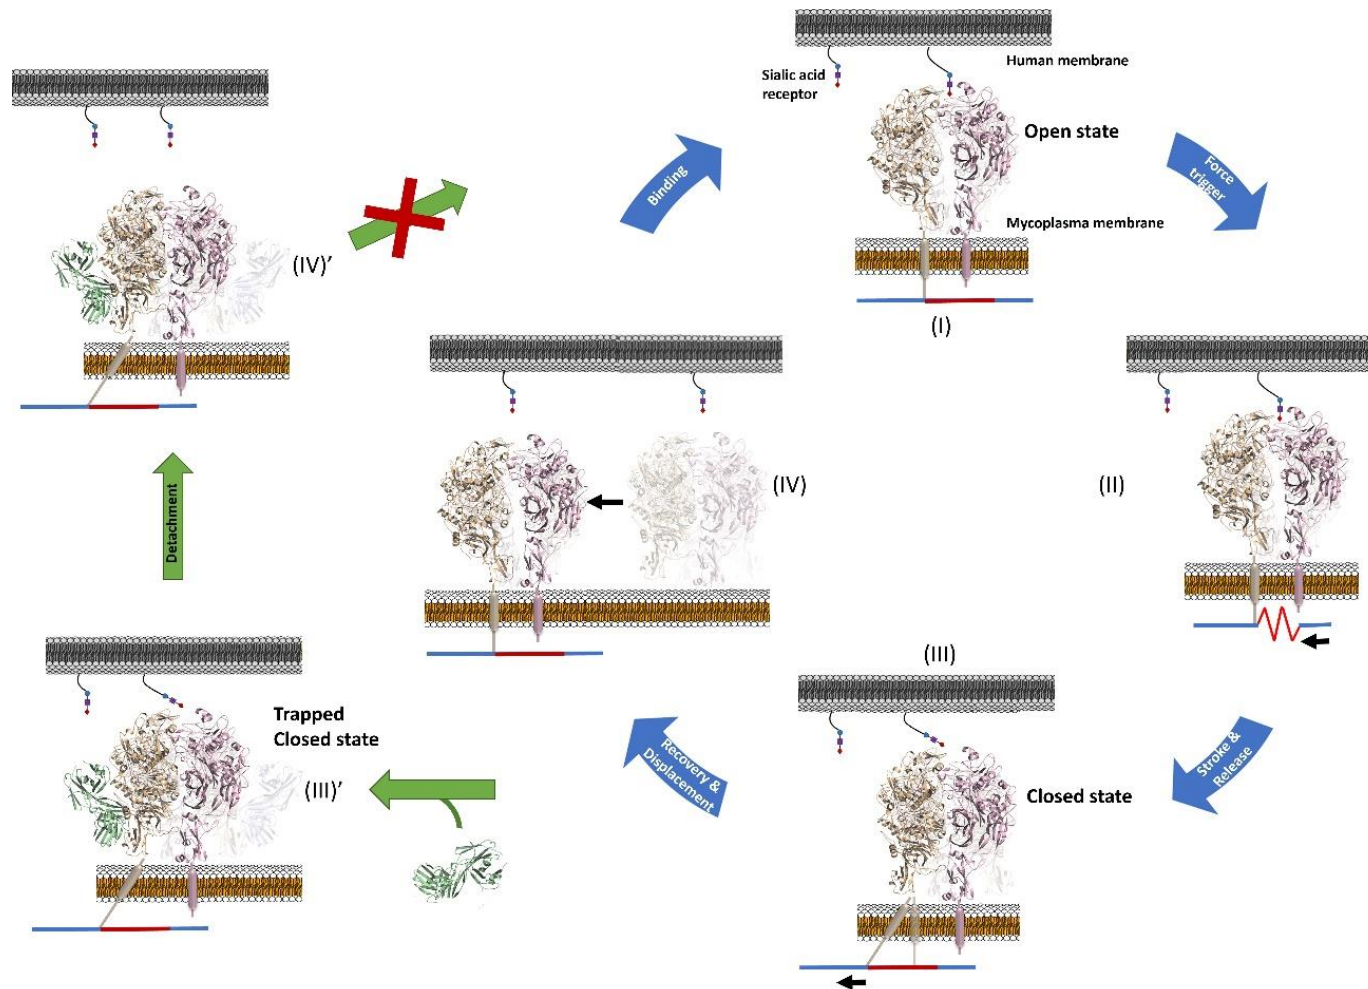 Human membrane
Sialic acid
receptor
Open state
Binding
Force
trigger
Mycoplasma membrane
(I)
(IV)’
(IV)
(II)
Detachment
(III)
Trapped
Closed state
(III)’
Recovery &
Displacement
Closed state
Stroke &
Release